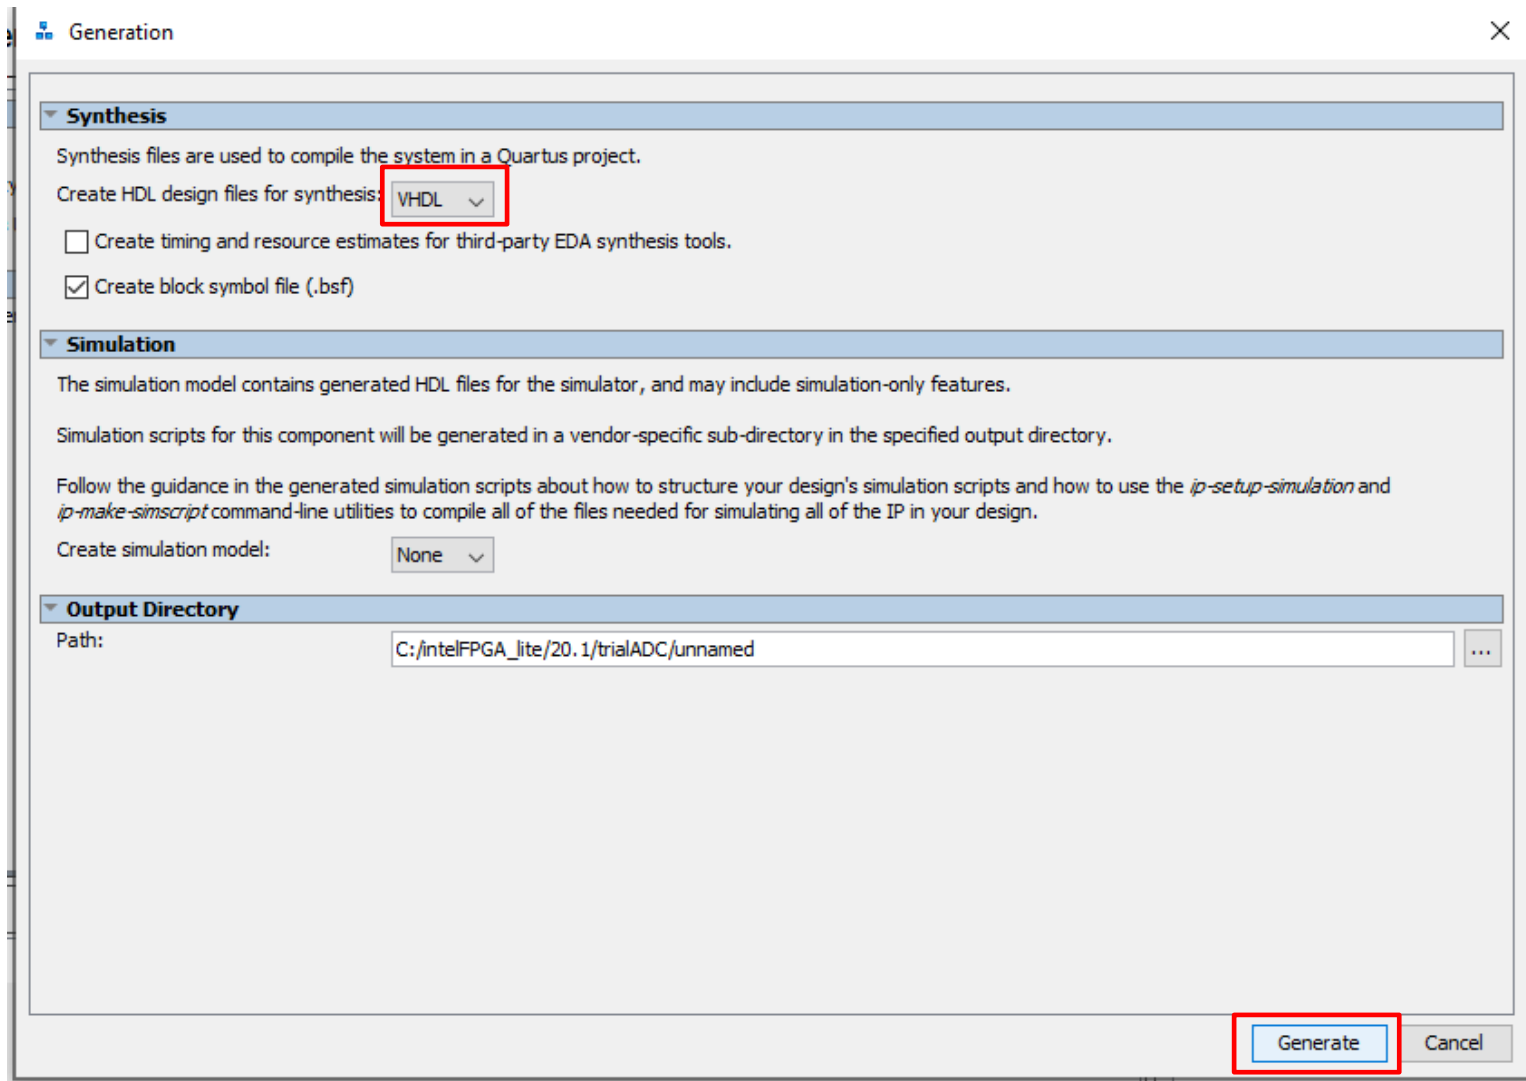 Generation
Synthesis
Synthesis files are used to compile the system in a Quartus project.
Create HDL design files for synthesis: VHDL
Create timing and resource estimates for third-party EDA synthesis tools.
Create block symbol file (.bsf)
Simulation
The simulation model contains generated HDL files for the simulator, and may include simulation-only features.
Simulation scripts for this component will be generated in a vendor-specific sub-directory in the specified output directory.
Follow the guidance in the generated simulation scripts about how to structure your design's simulation scripts and how to use the ip-setup-simulation and
ip-make-simscript command-line utilities to compile all of the files needed for simulating all of the IP in your design.
Create simulation model: None
Output Directory
Path: C:/intelFPGA_lite/20.1/trialADC/unnamed ...
Generate Cancel